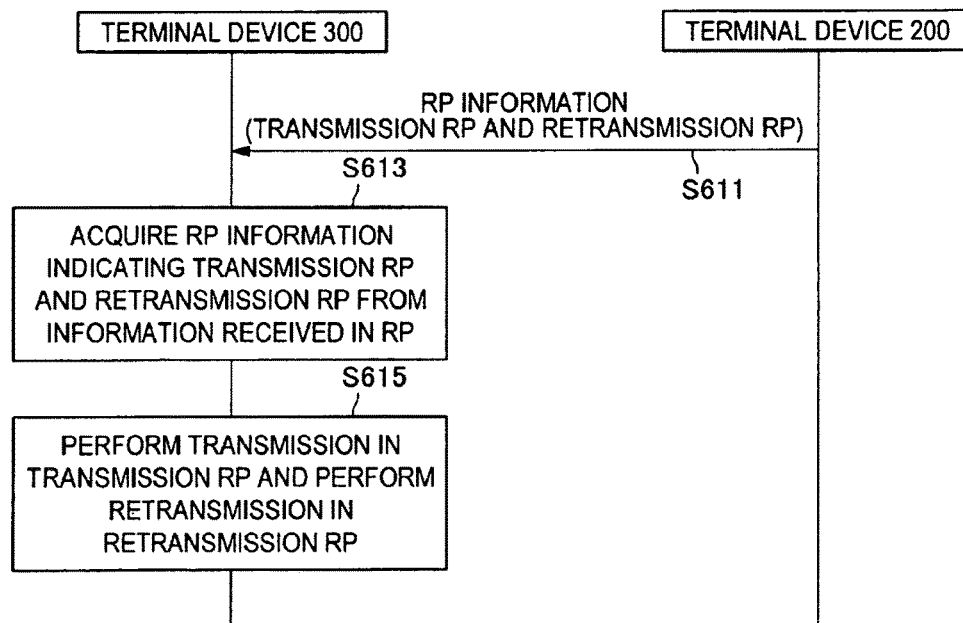 TERMINAL DEVICE 300
TERMINAL DEVICE 200
RP INFORMATION
(TRANSMISSION RP AND RETRANSMISSION RP)
S611
S613
ACQUIRE RP INFORMATION
INDICATING TRANSMISSION RP
AND RETRANSMISSION RP FROM
INFORMATION RECEIVED IN RP
S615
PERFORM TRANSMISSION IN
TRANSMISSION RP AND PERFORM
RETRANSMISSION IN
RETRANSMISSION RP